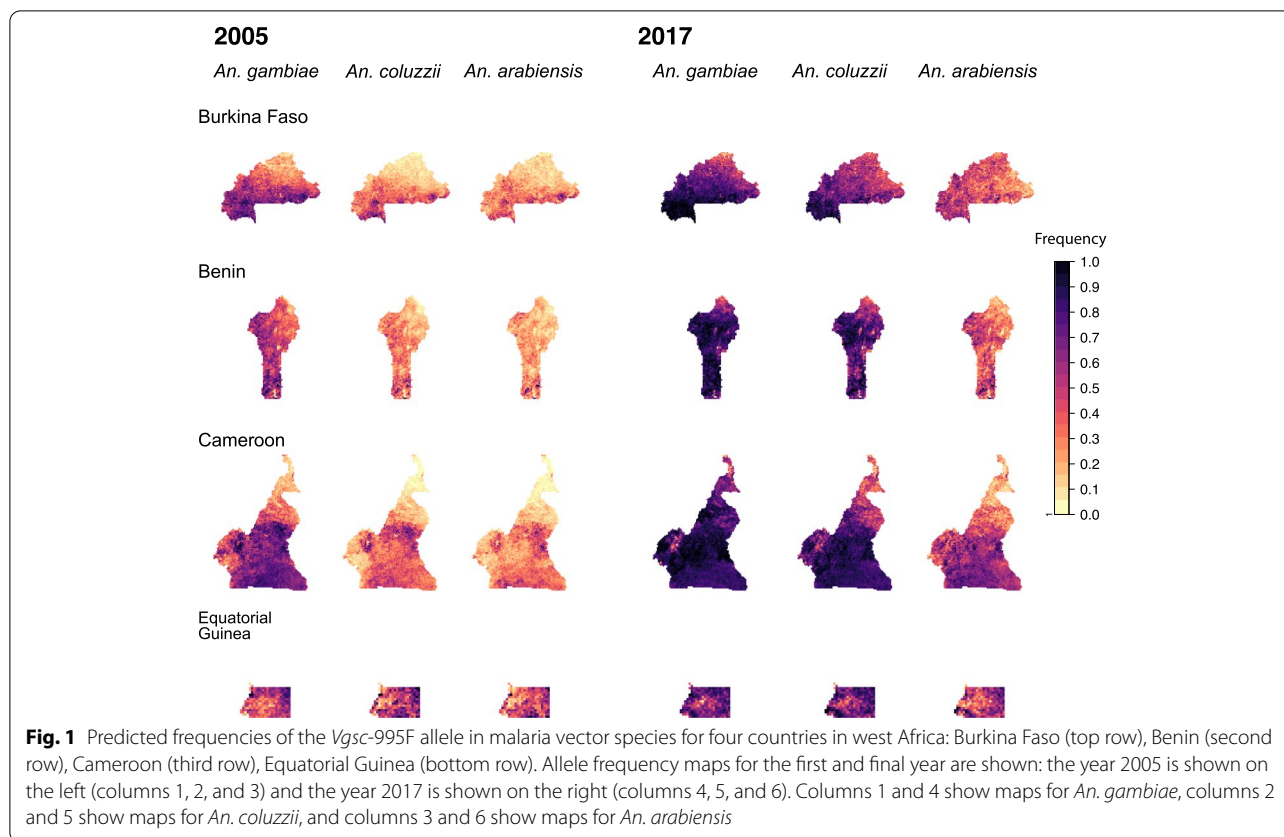 2005 2017
An. gambiae An. coluzzii An. arabiensis An. gambiae An. coluzzii An. arabiensis
Burkina Faso
Frequency
1.0
0.9
0.8
0.7
0.6
0.5
0.4
0.3
0.2
0.1
0.0
1
Benin
Cameroon
Equatorial
Guinea
Fig. 1 Predicted frequencies of the Vgsc-995F allele in malaria vector species for four countries in west Africa: Burkina Faso (top row), Benin (second
row), Cameroon (third row), Equatorial Guinea (bottom row). Allele frequency maps for the first and final year are shown: the year 2005 is shown on
the left (columns 1, 2, and 3) and the year 2017 is shown on the right (columns 4, 5, and 6). Columns 1 and 4 show maps for An. gambiae, columns 2
and 5 show maps for An. coluzzii, and columns 3 and 6 show maps for An. arabiensis